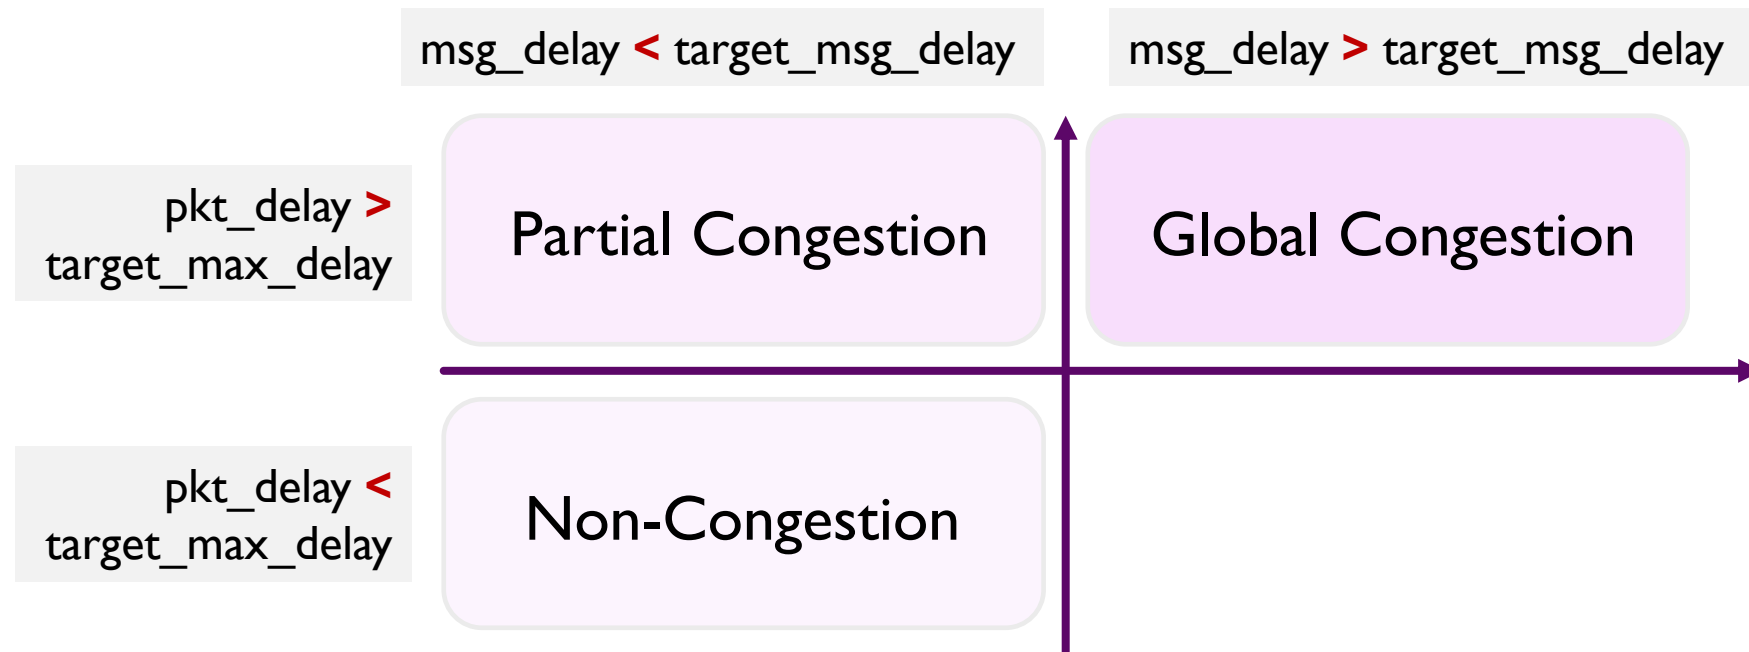 msg_delay < target_msg_delay
msg_delay > target_msg_delay
pkt_delay >
target_max_delay
Partial Congestion
Global Congestion
pkt_delay <
target_max_delay
Non-Congestion